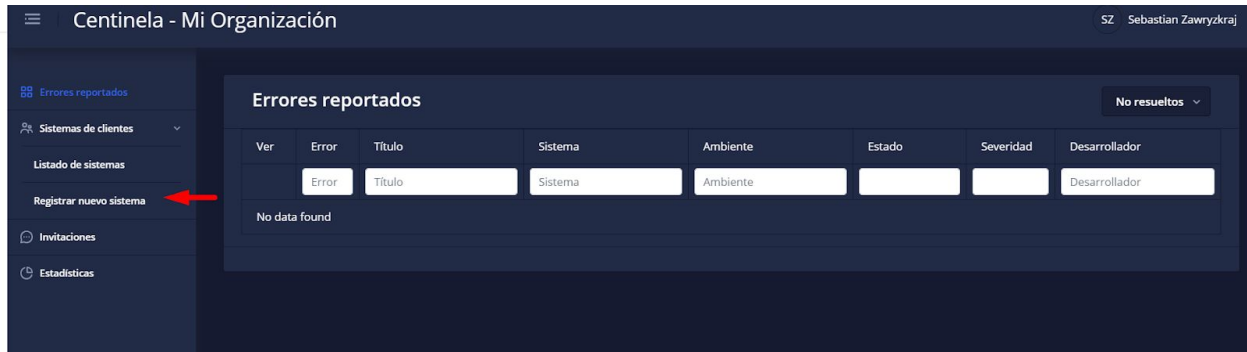 Centinela - Mi Organización
SZ Sebastian Zawryzkraj
Errores reportados
Sistemas de clientes
Listado de sistemas
Registrar nuevo sistema
Invitaciones
Estadísticas
Errores reportados
No resueltos
Ver Error Título Sistema Ambiente Estado Severidad Desarrollador
Error Título Sistema Ambiente Desarrollador
No data found